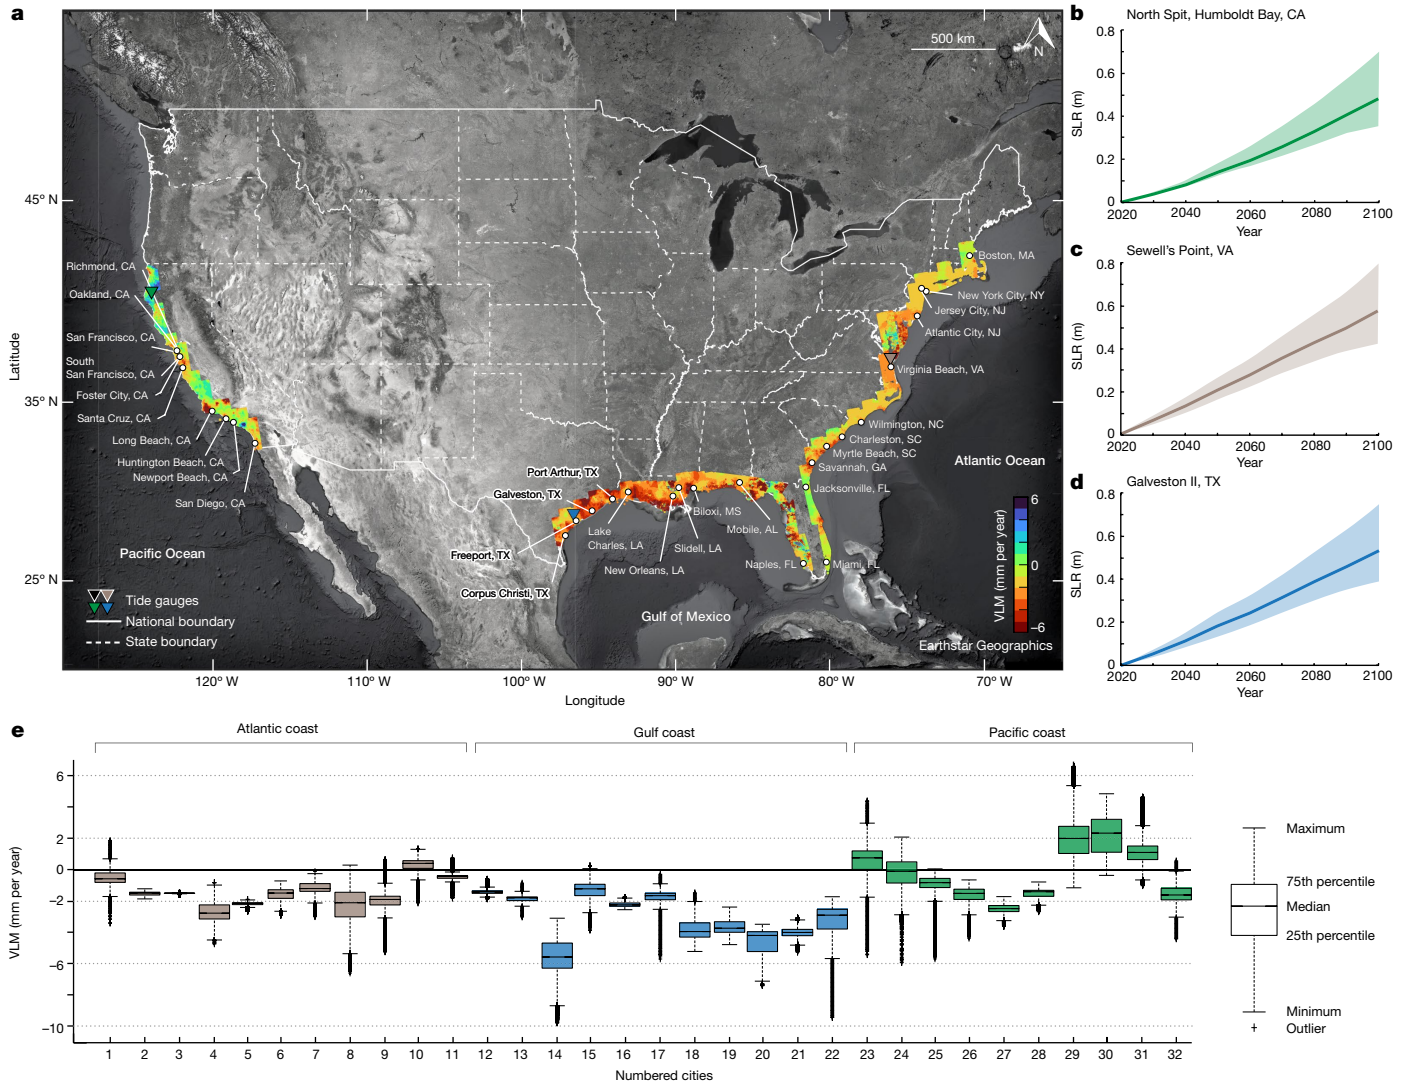 a
500 km
N
45° N
35° N
25° N
Latitude
Richmond, CA
Oakland, CA
San Francisco, CA
South
San Francisco, CA
Foster City, CA
Santa Cruz, CA
Long Beach, CA
Huntington Beach, CA
Newport Beach, CA
San Diego, CA
Boston, MA
New York City, NY
Jersey City, NJ
Atlantic City, NJ
Virginia Beach, VA
Wilmington, NC
Charleston, SC
Myrtle Beach, SC
Savannah, GA
Jacksonville, FL
Port Arthur, TX
Galveston, TX
Freeport, TX
Corpus Christi, TX
Lake
Charles, LA
New Orleans, LA
Slidell, LA
Biloxi, MS
Mobile, AL
Naples, FL
Miami, FL
Pacific Ocean
Atlantic Ocean
Gulf of Mexico
Tide gauges
National boundary
State boundary
VLM (mm per year)
6
0
–6
Earthstar Geographics
120° W
110° W
100° W
90° W
80° W
70° W
Longitude
b
North Spit, Humboldt Bay, CA
0.8
0.6
0.4
0.2
0
SLR (m)
2020
2040
2060
2080
2100
Year
c
Sewell's Point, VA
0.8
0.6
0.4
0.2
0
SLR (m)
2020
2040
2060
2080
2100
Year
d
Galveston II, TX
0.8
0.6
0.4
0.2
0
SLR (m)
2020
2040
2060
2080
2100
Year
e
Atlantic coast
Gulf coast
Pacific coast
6
2
0
–2
–6
–10
VLM (mm per year)
1 2 3 4 5 6 7 8 9 10 11 12 13 14 15 16 17 18 19 20 21 22 23 24 25 26 27 28 29 30 31 32
Numbered cities
Maximum
75th percentile
Median
25th percentile
Minimum
Outlier